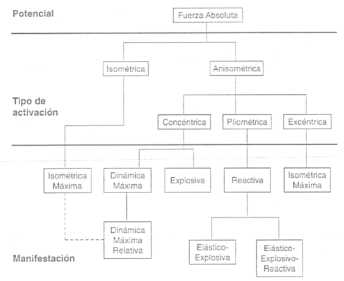 Potencial
Fuerza Absoluta
Isométrica
Anisométrica
Tipo de
activación
Concéntrica
Pliométrica
Excéntrica
Isométrica
Máxima
Dinámica
Máxima
Explosiva
Reactiva
Isométrica
Máxima
Dinámica
Máxima
Relativa
Manifestación
Elástico-
Explosiva
Elástico-
Explosivo-
Reactiva